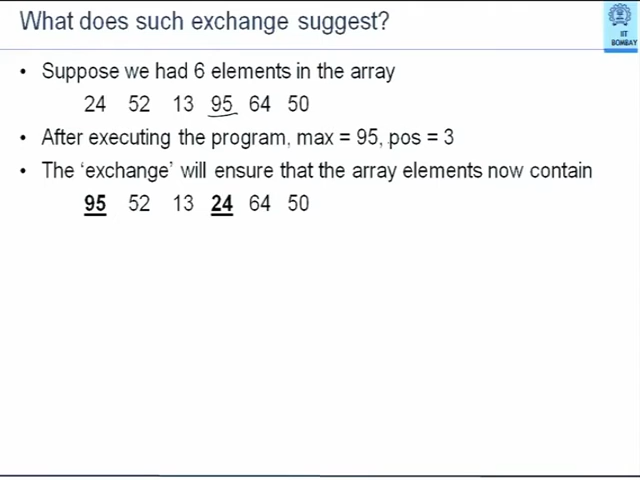 What does such exchange suggest?
IIT
BOMBAY
• Suppose we had 6 elements in the array
24 52 13 95 64 50
• After executing the program, max = 95, pos = 3
• The ‘exchange’ will ensure that the array elements now contain
95 52 13 24 64 50